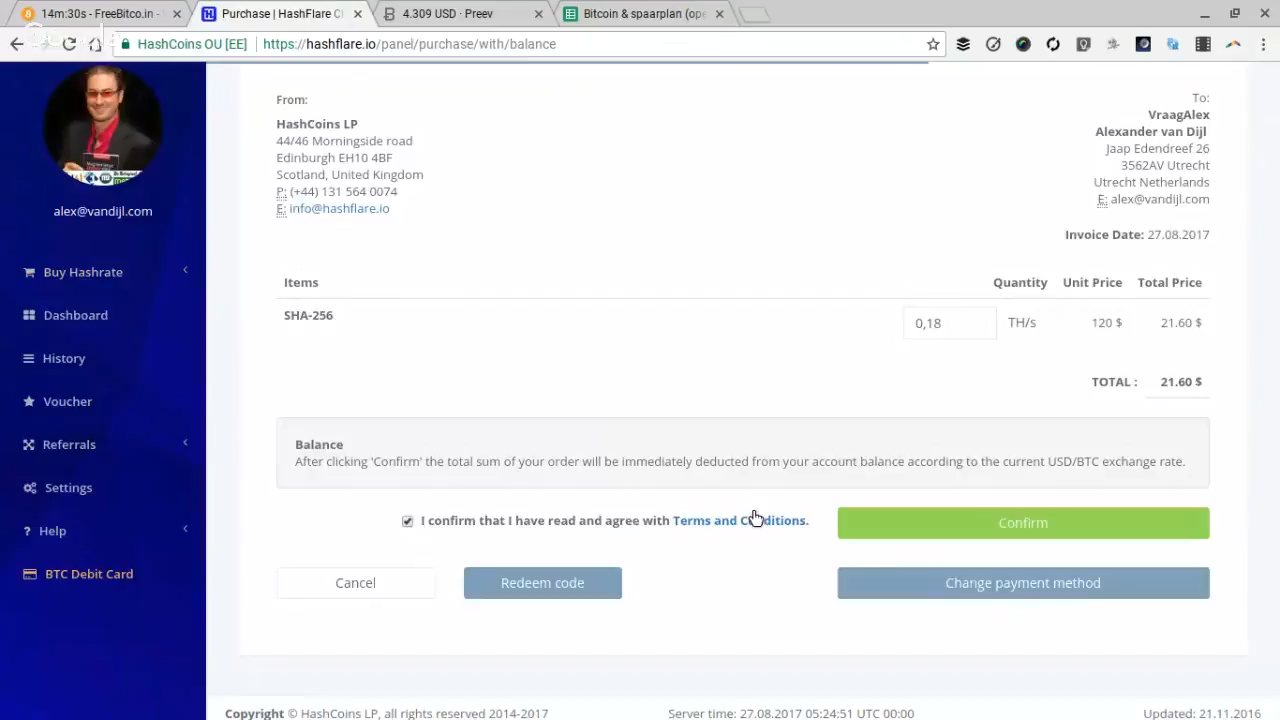 14m:30s - FreeBitco.in -
Purchase | HashFlare Cl
4.309 USD · Preev
Bitcoin & spaarplan (ope
HashCoins OU [EE]
https://hashflare.io/panel/purchase/with/balance
alex@vandijl.com
Buy Hashrate
Dashboard
History
Voucher
Referrals
Settings
? Help
BTC Debit Card
From:
HashCoins LP
44/46 Morningside road
Edinburgh EH10 4BF
Scotland, United Kingdom
P: (+44) 131 564 0074
E: info@hashflare.io
To:
VraagAlex
Alexander van Dijl
Jaap Edendreef 26
3562AV Utrecht
Utrecht Netherlands
E: alex@vandijl.com
Invoice Date: 27.08.2017
Items Quantity Unit Price Total Price
SHA-256 0,18 TH/s 120 $ 21.60 $
TOTAL : 21.60 $
Balance
After clicking 'Confirm' the total sum of your order will be immediately deducted from your account balance according to the current USD/BTC exchange rate.
I confirm that I have read and agree with Terms and Conditions.
Confirm
Cancel
Redeem code
Change payment method
Copyright © HashCoins LP, all rights reserved 2014-2017
Server time: 27.08.2017 05:24:51 UTC 00:00
Updated: 21.11.2016